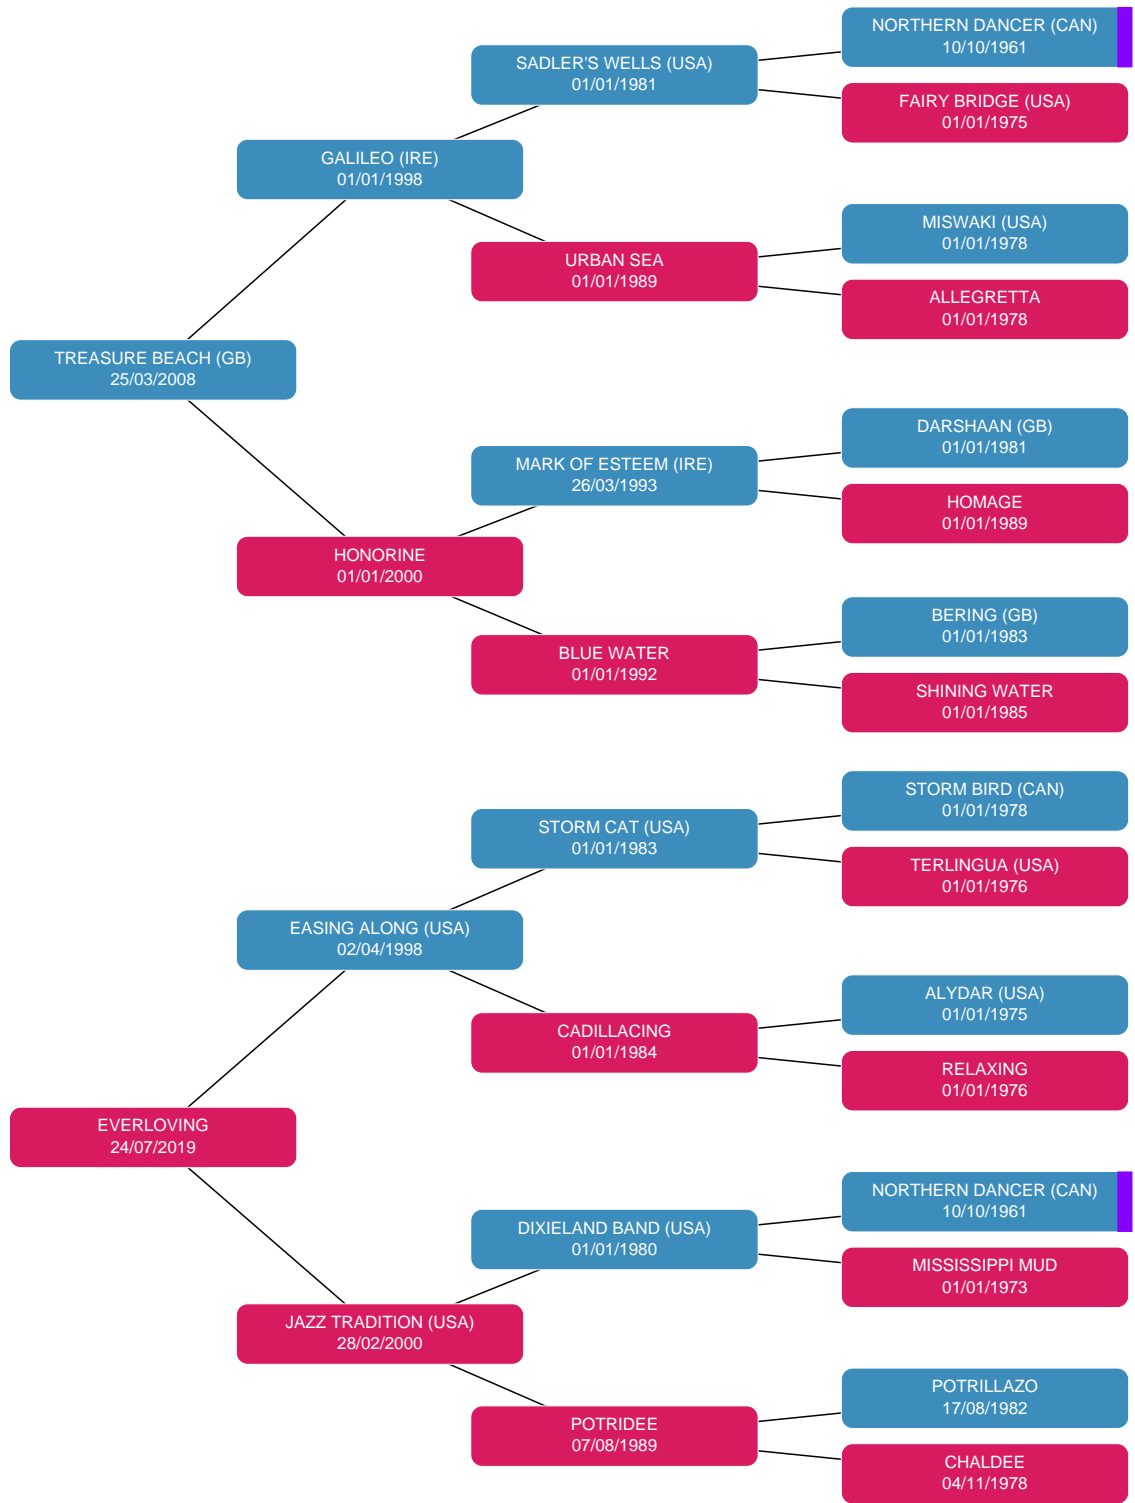 NORTHERN DANCER (CAN)
10/10/1961
SADLER'S WELLS (USA)
01/01/1981
FAIRY BRIDGE (USA)
01/01/1975
GALILEO (IRE)
01/01/1998
MISWAKI (USA)
01/01/1978
URBAN SEA
01/01/1989
ALLEGRETTA
01/01/1978
TREASURE BEACH (GB)
25/03/2008
DARSHAAN (GB)
01/01/1981
MARK OF ESTEEM (IRE)
26/03/1993
HOMAGE
01/01/1989
HONORINE
01/01/2000
BERING (GB)
01/01/1983
BLUE WATER
01/01/1992
SHINING WATER
01/01/1985
STORM BIRD (CAN)
01/01/1978
STORM CAT (USA)
01/01/1983
TERLINGUA (USA)
01/01/1976
EASING ALONG (USA)
02/04/1998
ALYDAR (USA)
01/01/1975
CADILLACING
01/01/1984
RELAXING
01/01/1976
EVERLOVING
24/07/2019
NORTHERN DANCER (CAN)
10/10/1961
DIXIELAND BAND (USA)
01/01/1980
MISSISSIPPI MUD
01/01/1973
JAZZ TRADITION (USA)
28/02/2000
POTRILLAZO
17/08/1982
POTRIDEE
07/08/1989
CHALDEE
04/11/1978